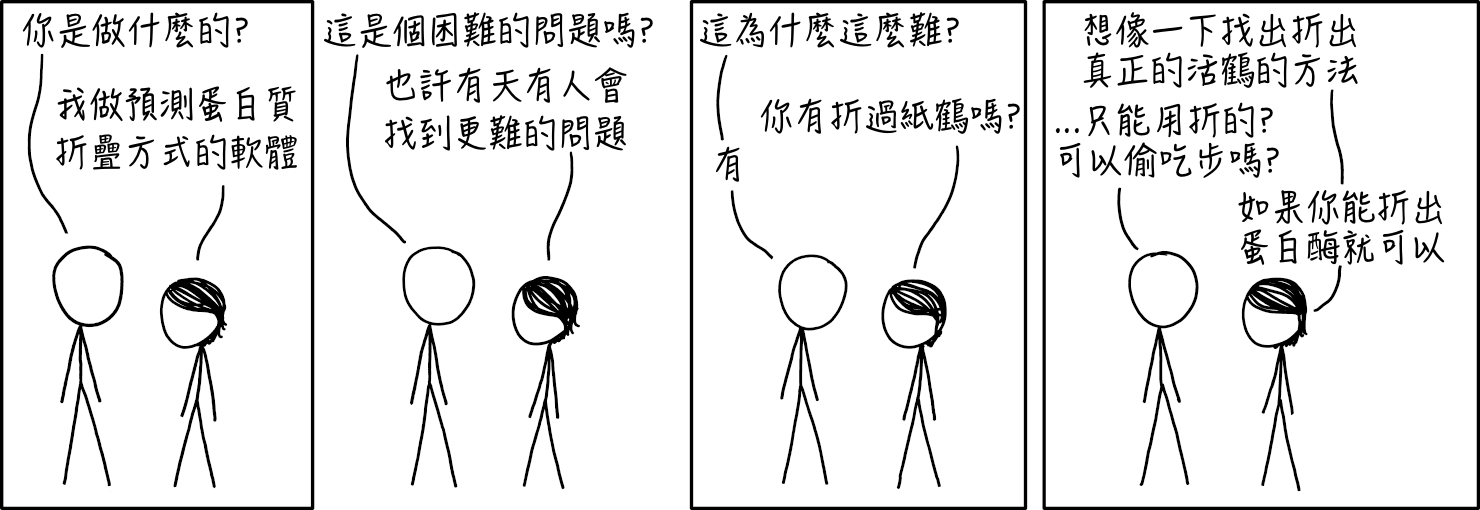 你是做什麼的?
我做預測蛋白質
折疊方式的軟體
這是個困難的問題嗎?
也許有天有人會
找到更難的問題
這為什麼這麼難?
你有折過紙鶴嗎?
有
想像一下找出折出
真正的活鶴的方法
...只能用折的?
可以偷吃步嗎?
如果你能折出
蛋白酶就可以